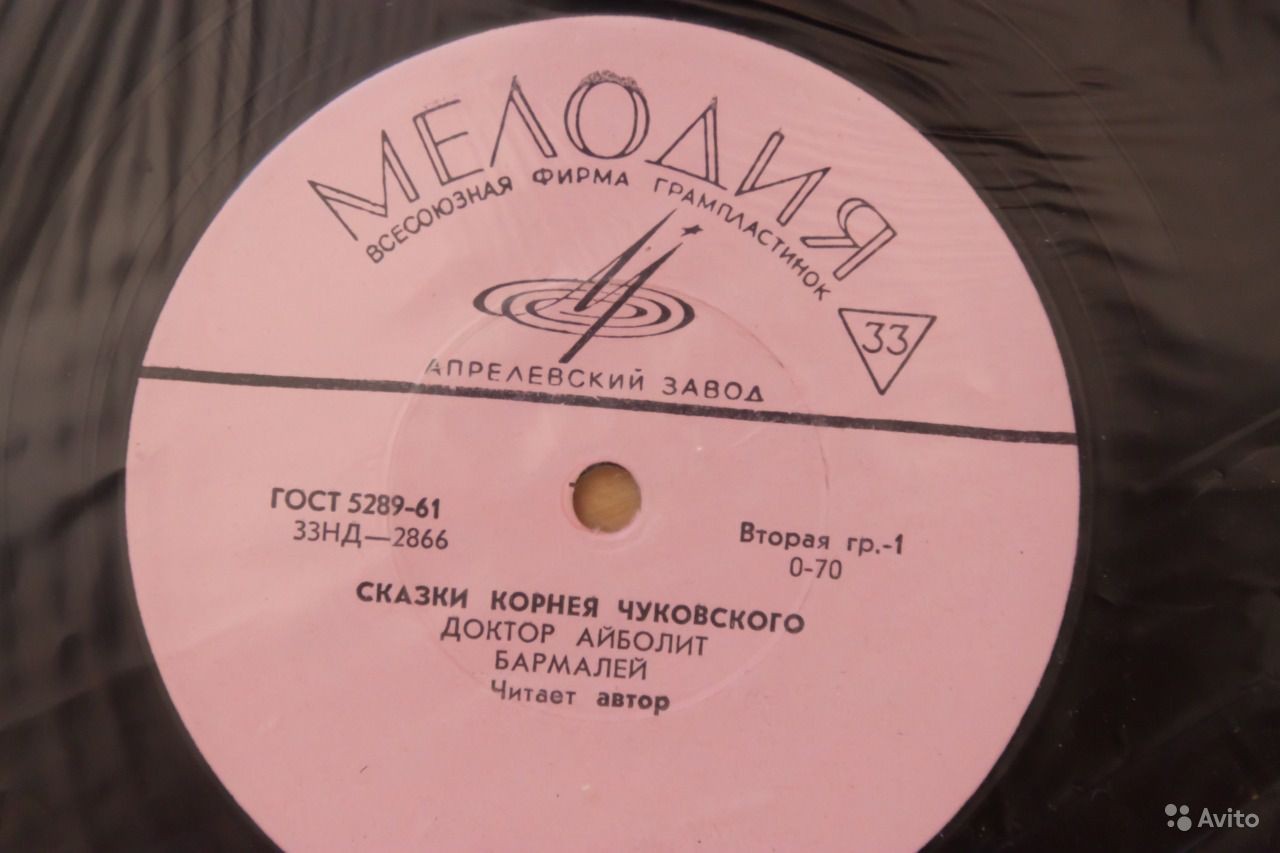 МЕЛОДИЯ
ВСЕСОЮЗНАЯ ФИРМА ГРАМПЛАСТИНОК
33
АПРЕЛЕВСКИЙ ЗАВОД
ГОСТ 5289-61
33НД—2866
Вторая гр.-1
0-70
СКАЗКИ КОРНЕЯ ЧУКОВСКОГО
ДОКТОР АЙБОЛИТ
БАРМАЛЕЙ
Читает автор
Avito